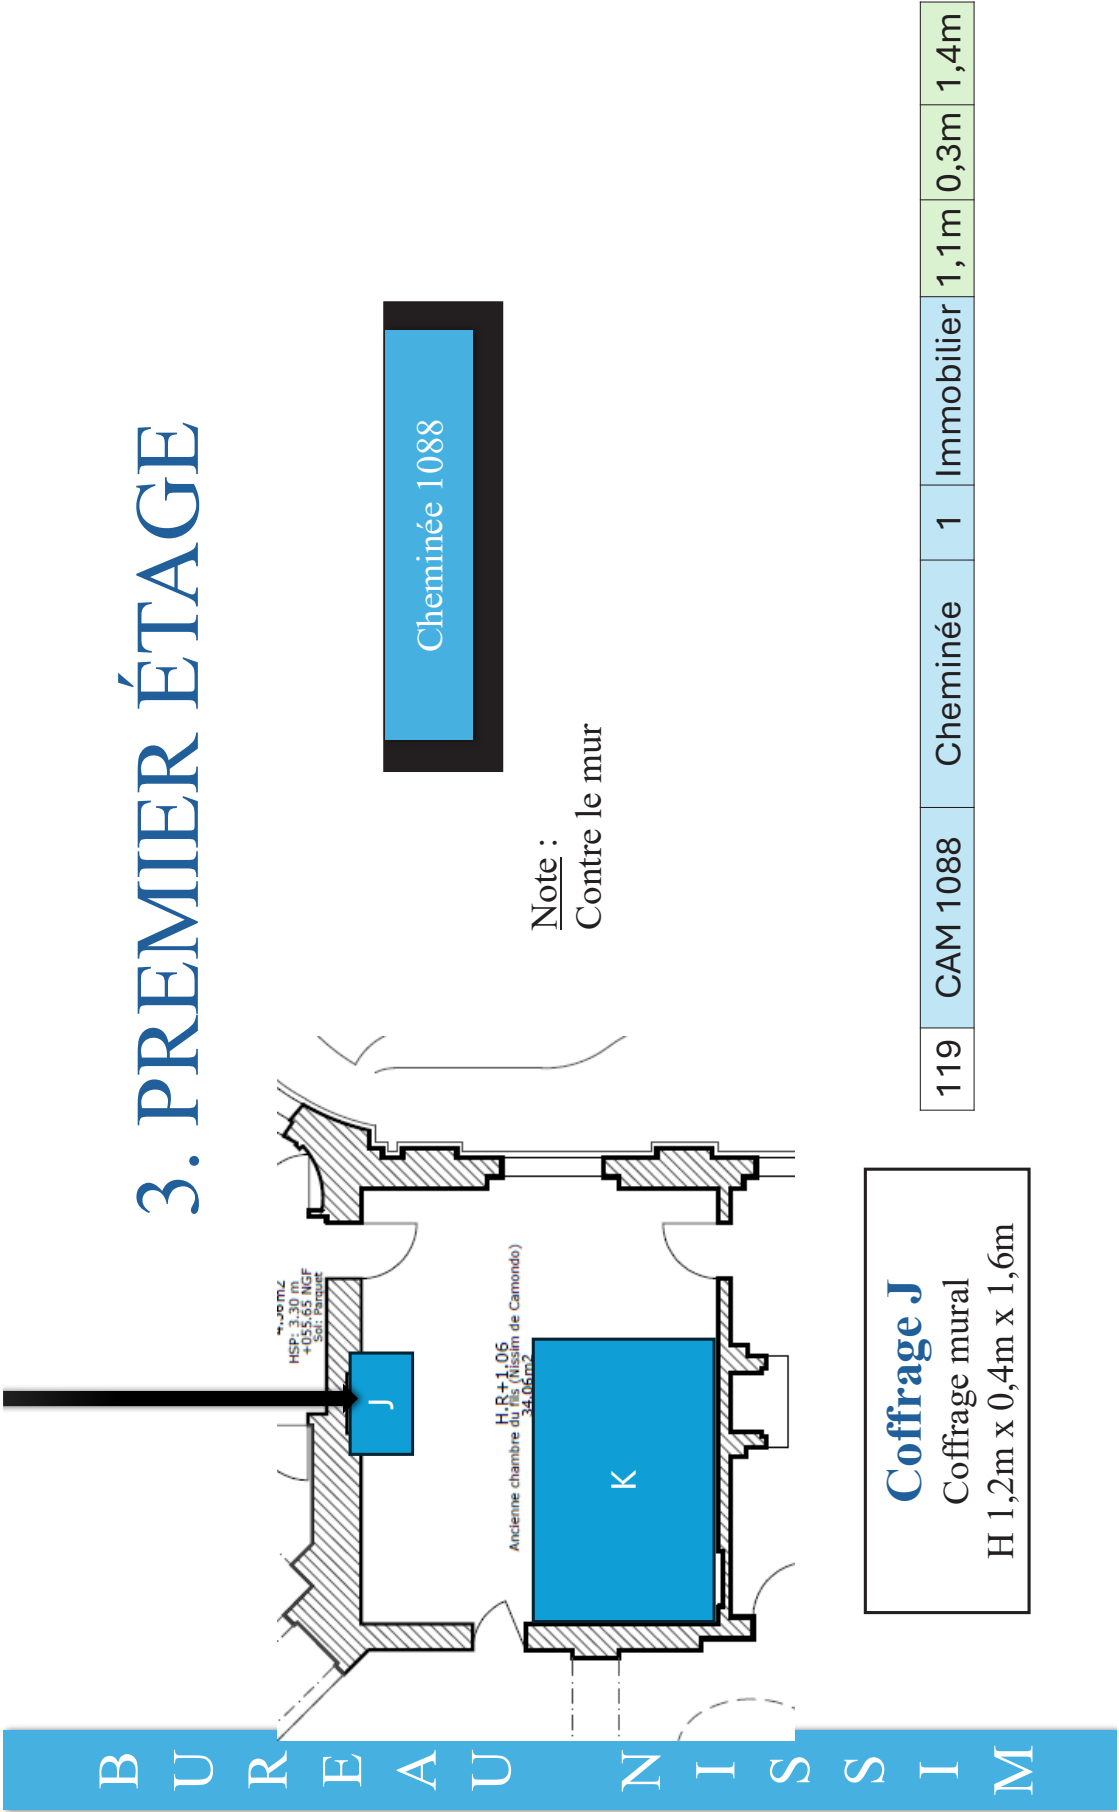 3. PREMIER ÉTAGE
BUREAU NISSIM
HSP: 3.30 m
+055.65 NGF
Sol: Parquet
J
H.R+1.06
Ancienne chambre du fils (Nissim de Camondo)
34.06m2
K
Cheminée 1088
Note :
Contre le mur
Coffrage J
Coffrage mural
H 1,2m x 0,4m x 1,6m
119 CAM 1088 Cheminée 1 Immobilier 1,1m 0,3m 1,4m